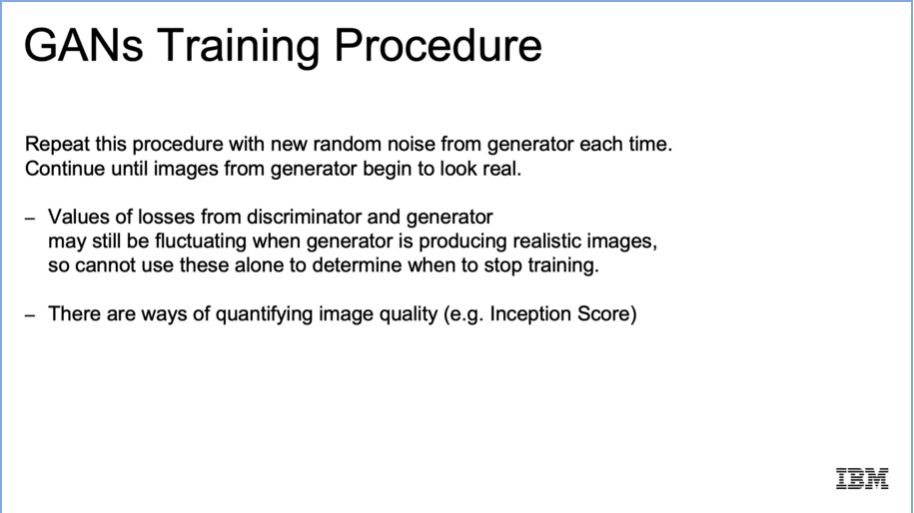 GANs Training Procedure
Repeat this procedure with new random noise from generator each time.
Continue until images from generator begin to look real.
– Values of losses from discriminator and generator
may still be fluctuating when generator is producing realistic images,
so cannot use these alone to determine when to stop training.
– There are ways of quantifying image quality (e.g. Inception Score)
IBM